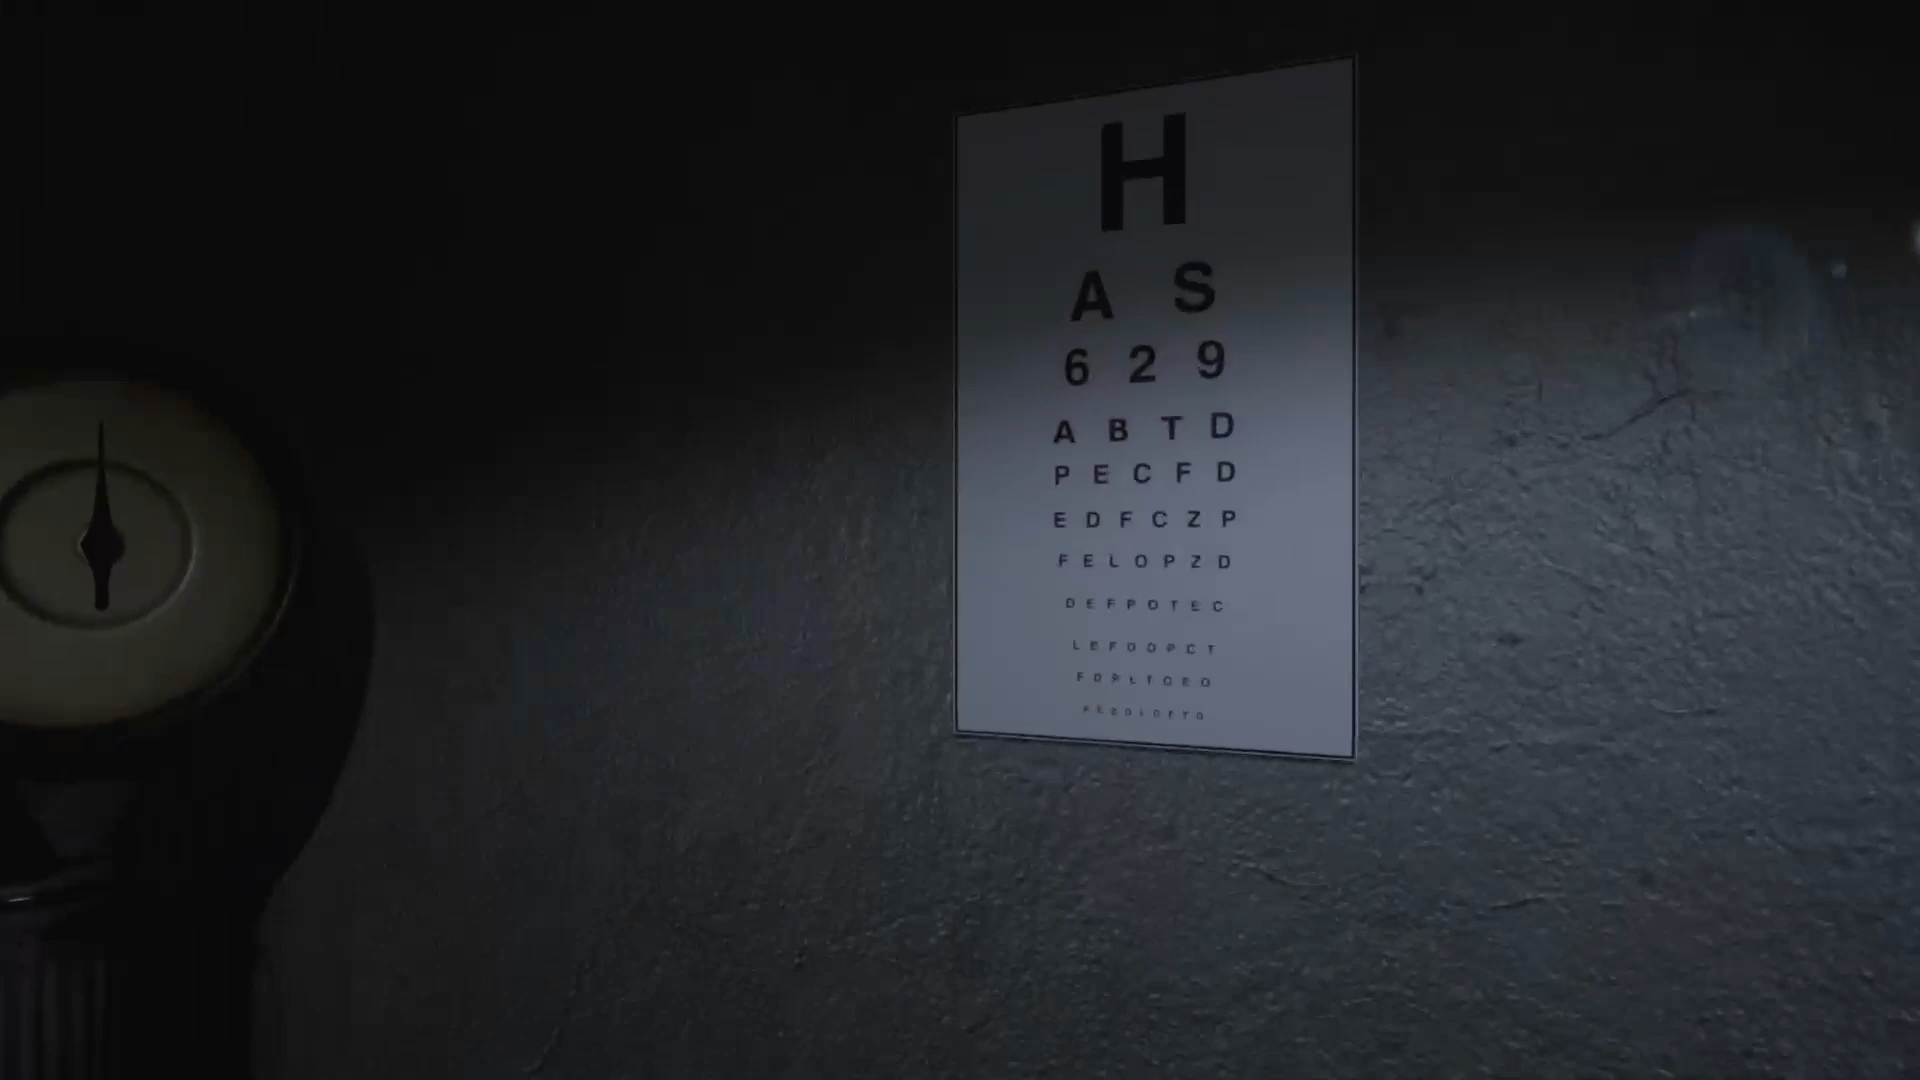 H
A S
6 2 9
A B T D
P E C F D
E D F C Z P
F E L O P Z D
D E F P O T E C
L E F O D P C T
F D P L T C E O